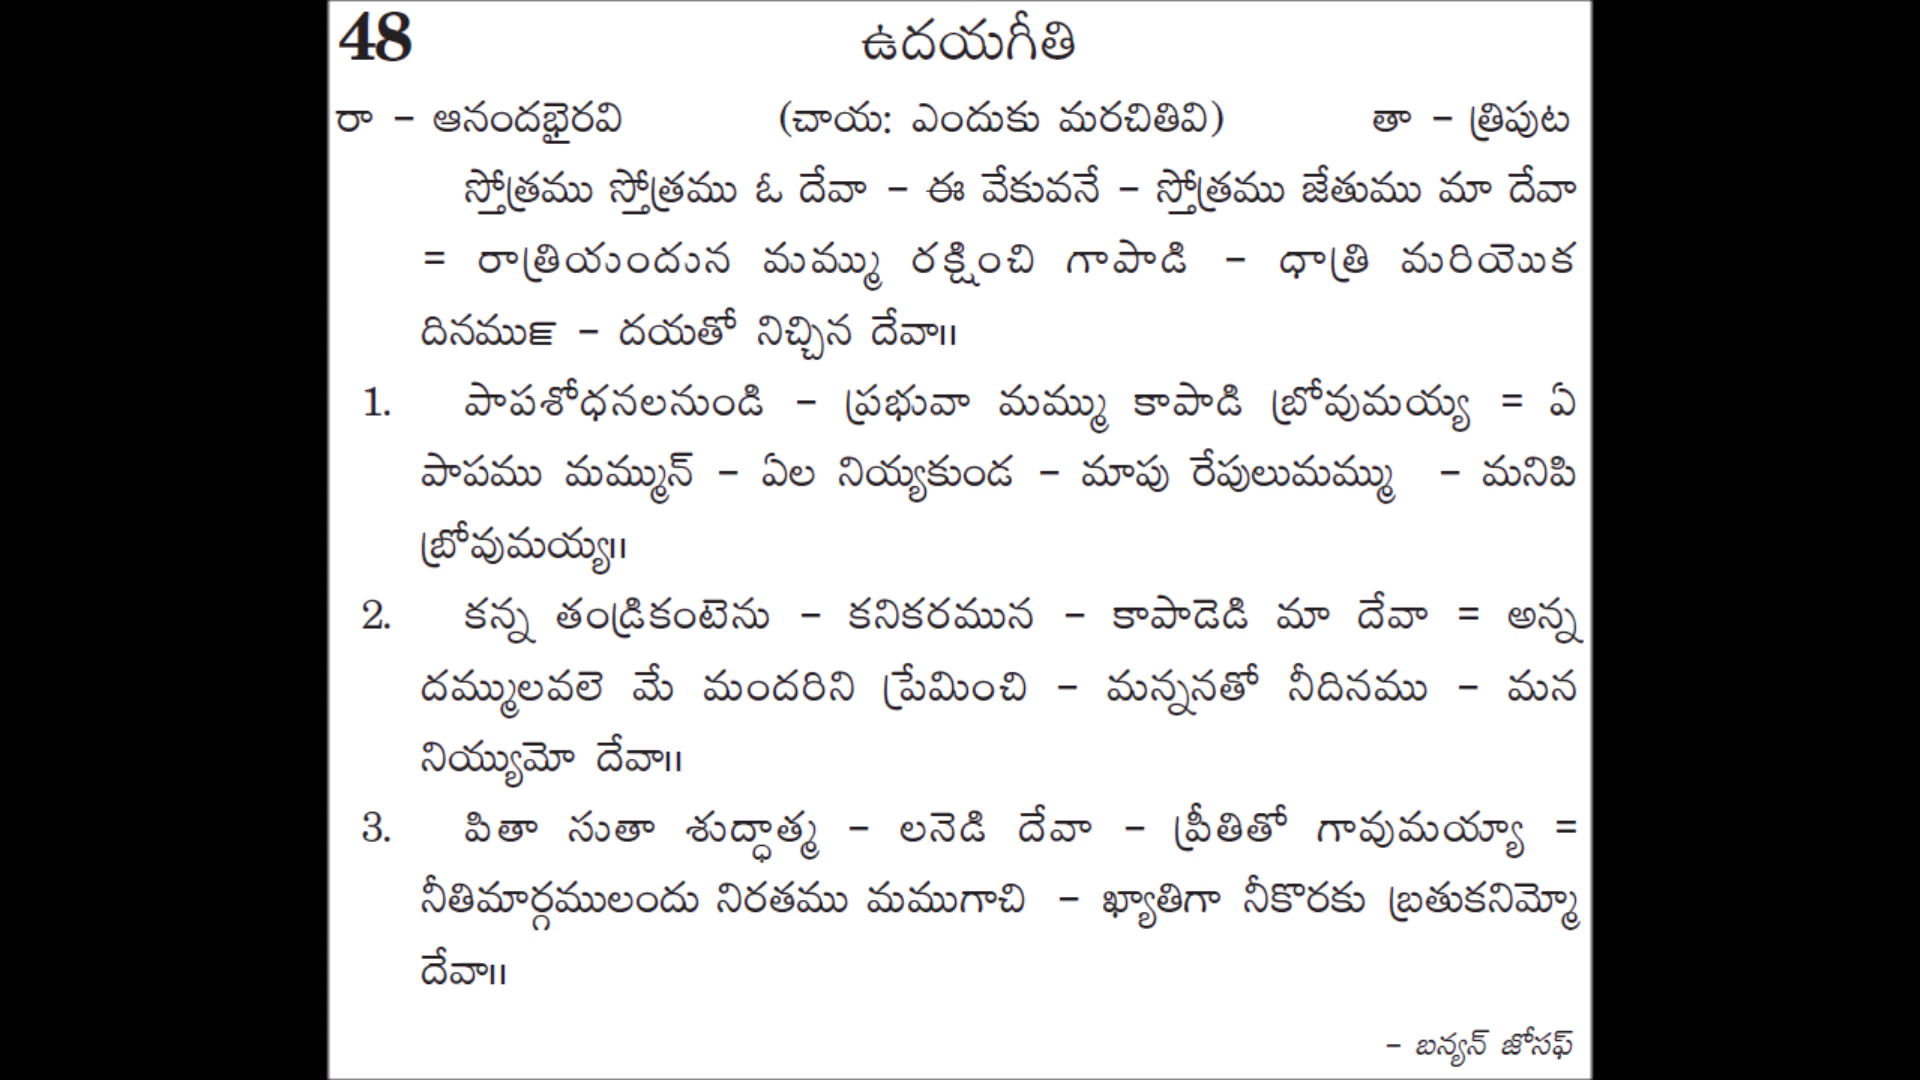 48 ఉదయగీతి
రా - ఆనందభైరవి (చాయ: ఎందుకు మరచితివి) తా - త్రిపుట
స్తోత్రము స్తోత్రము ఓ దేవా - ఈ వేకువనే - స్తోత్రము జేతుము మా దేవా
= రాత్రియందున మమ్ము రక్షించి గాపాడి - ధాత్రి మరియొక
దినము - దయతో నిచ్చిన దేవా॥
1. పాపశోధనలనుండి - ప్రభువా మమ్ము కాపాడి బ్రోవుమయ్య = ఏ
పాపము మమ్మున్ - ఏల నియ్యకుండ - మాపు రేపులుమమ్ము - మనిపి
బ్రోవుమయ్య॥
2. కన్న తండ్రికంటెను - కనికరమున - కాపాడెడి మా దేవా = అన్న
దమ్ములవలె మే మందరిని ప్రేమించి - మన్ననతో నీదినము - మన
నియ్యుమో దేవా॥
3. పితా సుతా శుద్ధాత్మ - లనెడి దేవా - ప్రీతితో గావుమయ్యా =
నీతిమార్గములందు నిరతము మముగాచి - ఖ్యాతిగా నీకొరకు బ్రతుకనిమ్మో
దేవా॥
- బన్యన్ జోసఫ్